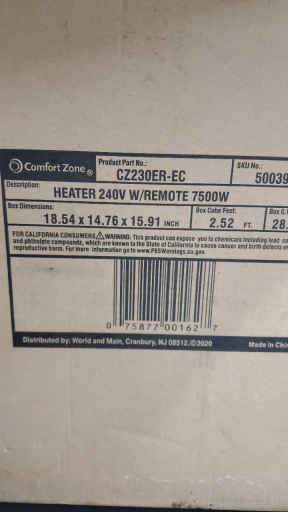 Comfort Zone ®
Product Part No.:
CZ230ER-EC
SKU No.:
50039
Description:
HEATER 240V W/REMOTE 7500W
Box Dimensions:
18.54 x 14.76 x 15.91 INCH
Box Cube Feet:
2.52 FT.
28.
FOR CALIFORNIA CONSUMERS ⚠ WARNING: This product can expose you to chemicals including lead
and phthalate compounds, which are known to the State of California to cause cancer and birth defects
reproductive harm. For more information go to www.P65Warnings.ca.gov.
0 75877 00162 7
Distributed by: World and Main, Cranbury, NJ 08512.©2020
Made in